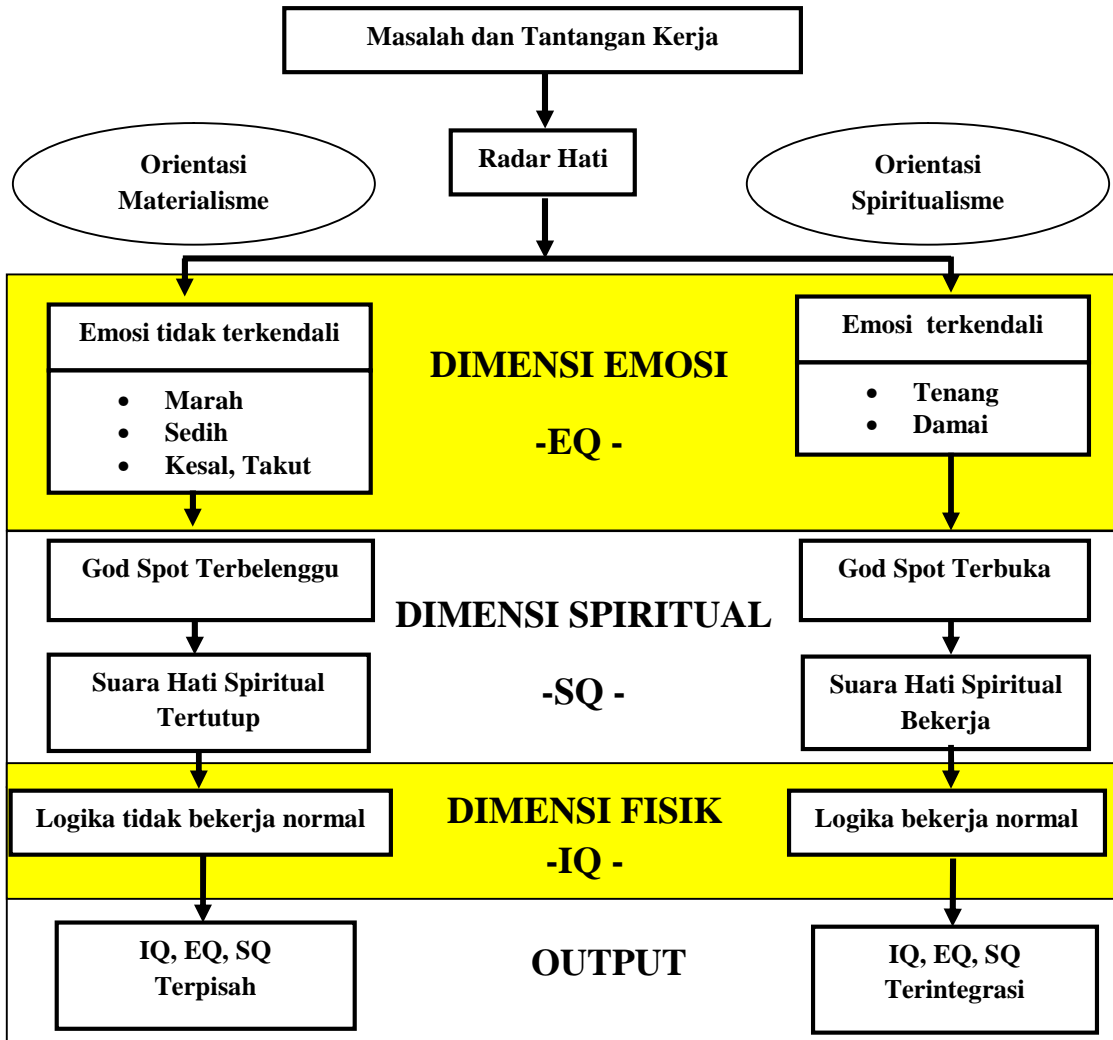 Masalah dan Tantangan Kerja
Radar Hati
Orientasi
Materialisme
Orientasi
Spiritualisme
Emosi tidak terkendali
• Marah
• Sedih
• Kesal, Takut
DIMENSI EMOSI
-EQ -
Emosi terkendali
• Tenang
• Damai
God Spot Terbelenggu
Suara Hati Spiritual
Tertutup
DIMENSI SPIRITUAL
-SQ -
God Spot Terbuka
Suara Hati Spiritual
Bekerja
Logika tidak bekerja normal
DIMENSI FISIK
-IQ -
Logika bekerja normal
IQ, EQ, SQ
Terpisah
OUTPUT
IQ, EQ, SQ
Terintegrasi